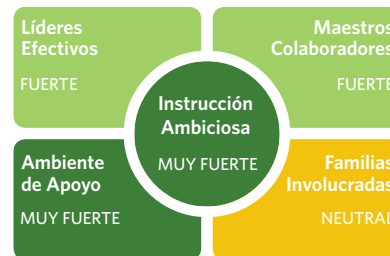 Líderes
Efectivos
FUERTE
Maestros
Colaboradores
FUERTE
Instrucción
Ambiciosa
MUY FUERTE
Ambiente
de Apoyo
MUY FUERTE
Familias
Involucradas
NEUTRAL